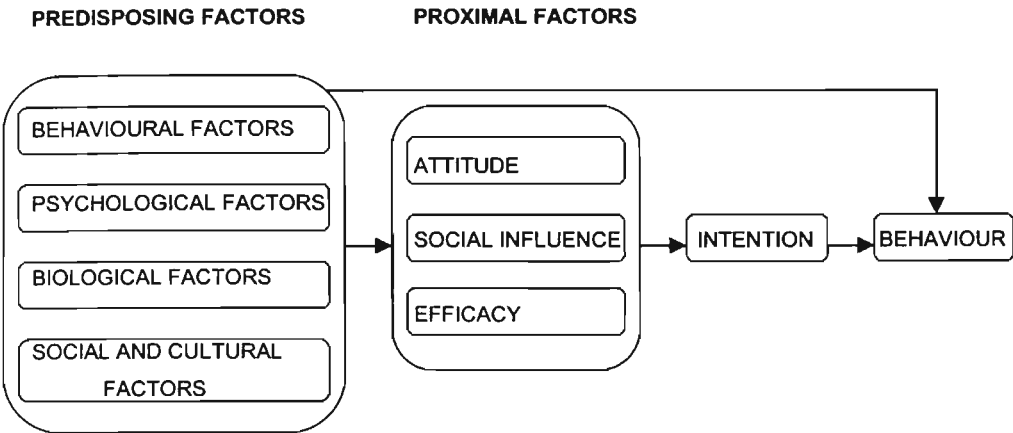 PREDISPOSING FACTORS
PROXIMAL FACTORS
BEHAVIOURAL FACTORS
PSYCHOLOGICAL FACTORS
BIOLOGICAL FACTORS
SOCIAL AND CULTURAL
FACTORS
ATTITUDE
SOCIAL INFLUENCE
EFFICACY
INTENTION
BEHAVIOUR